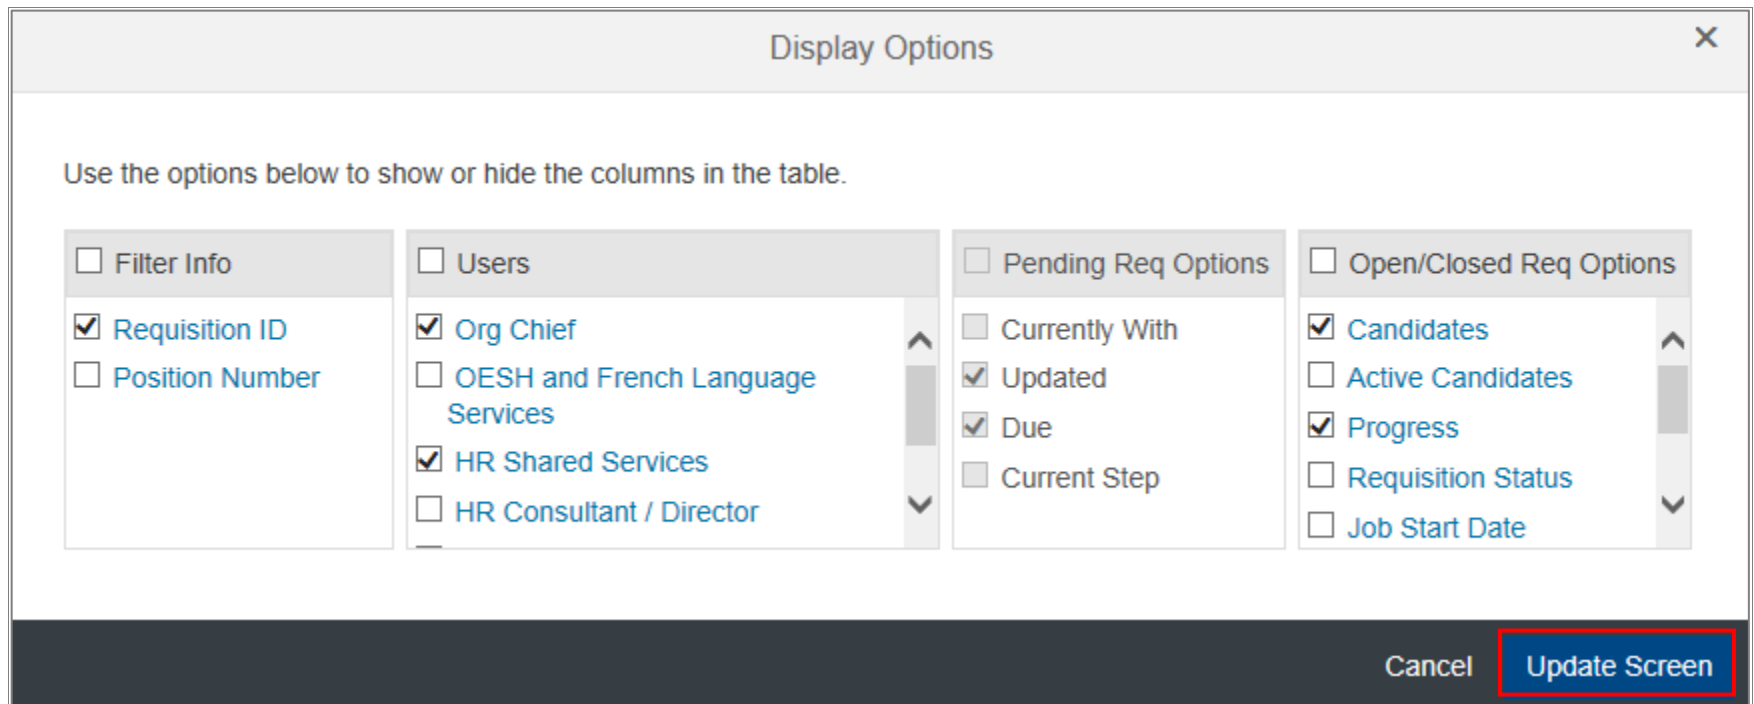 Display Options
Use the options below to show or hide the columns in the table.
Filter Info
Requisition ID
Position Number
Users
Org Chief
OESH and French Language
Services
HR Shared Services
HR Consultant / Director
Pending Req Options
Currently With
Updated
Due
Current Step
Open/Closed Req Options
Candidates
Active Candidates
Progress
Requisition Status
Job Start Date
Cancel
Update Screen